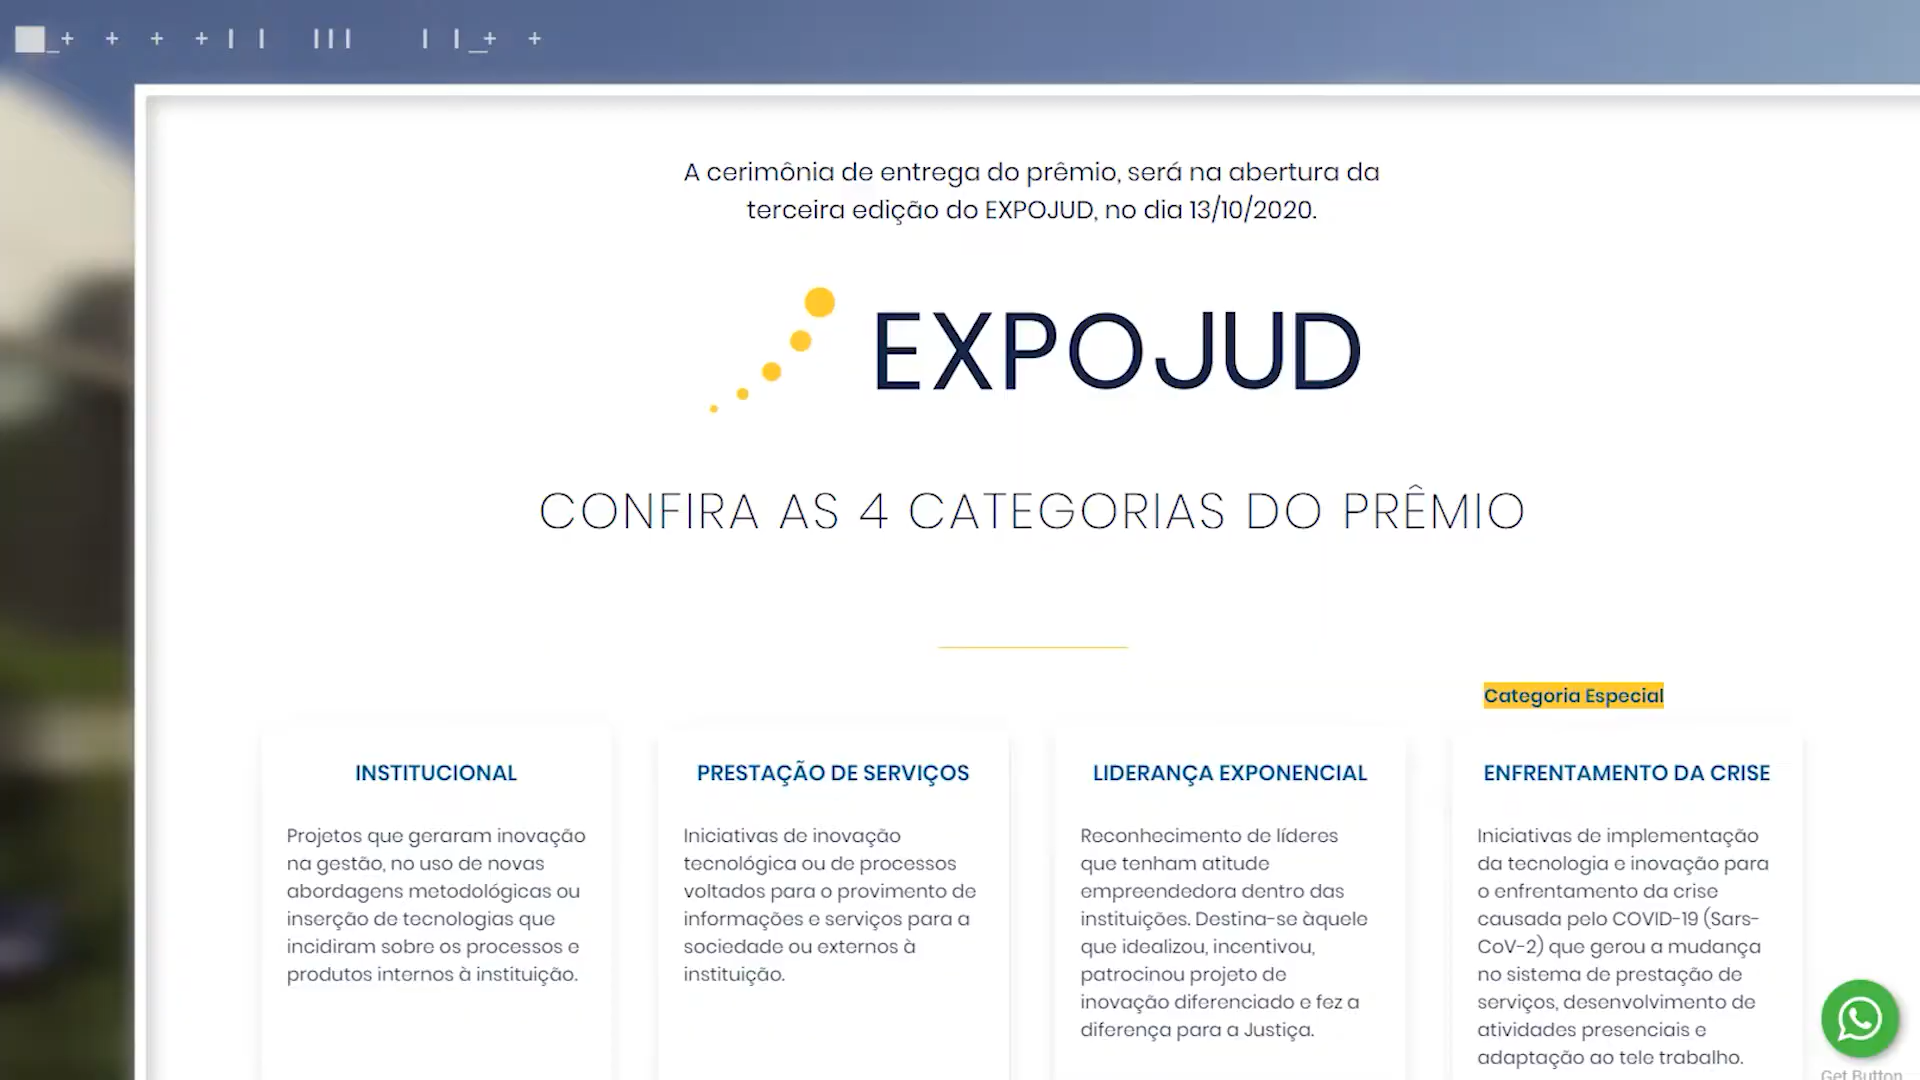 A cerimônia de entrega do prêmio, será na abertura da
terceira edição do EXPOJUD, no dia 13/10/2020.
EXPOJUD
CONFIRA AS 4 CATEGORIAS DO PRÊMIO
INSTITUCIONAL
Projetos que geraram inovação
na gestão, no uso de novas
abordagens metodológicas ou
inserção de tecnologias que
incidiram sobre os processos e
produtos internos à instituição.
PRESTAÇÃO DE SERVIÇOS
Iniciativas de inovação
tecnológica ou de processos
voltados para o provimento de
informações e serviços para a
sociedade ou externos à
instituição.
LIDERANÇA EXPONENCIAL
Reconhecimento de líderes
que tenham atitude
empreendedora dentro das
instituições. Destina-se àquele
que idealizou, incentivou,
patrocinou projeto de
inovação diferenciado e fez a
diferença para a Justiça.
Categoria Especial
ENFRENTAMENTO DA CRISE
Iniciativas de implementação
da tecnologia e inovação para
o enfrentamento da crise
causada pelo COVID-19 (Sars-
CoV-2) que gerou a mudança
no sistema de prestação de
serviços, desenvolvimento de
atividades presenciais e
adaptação ao tele trabalho.
Get Button